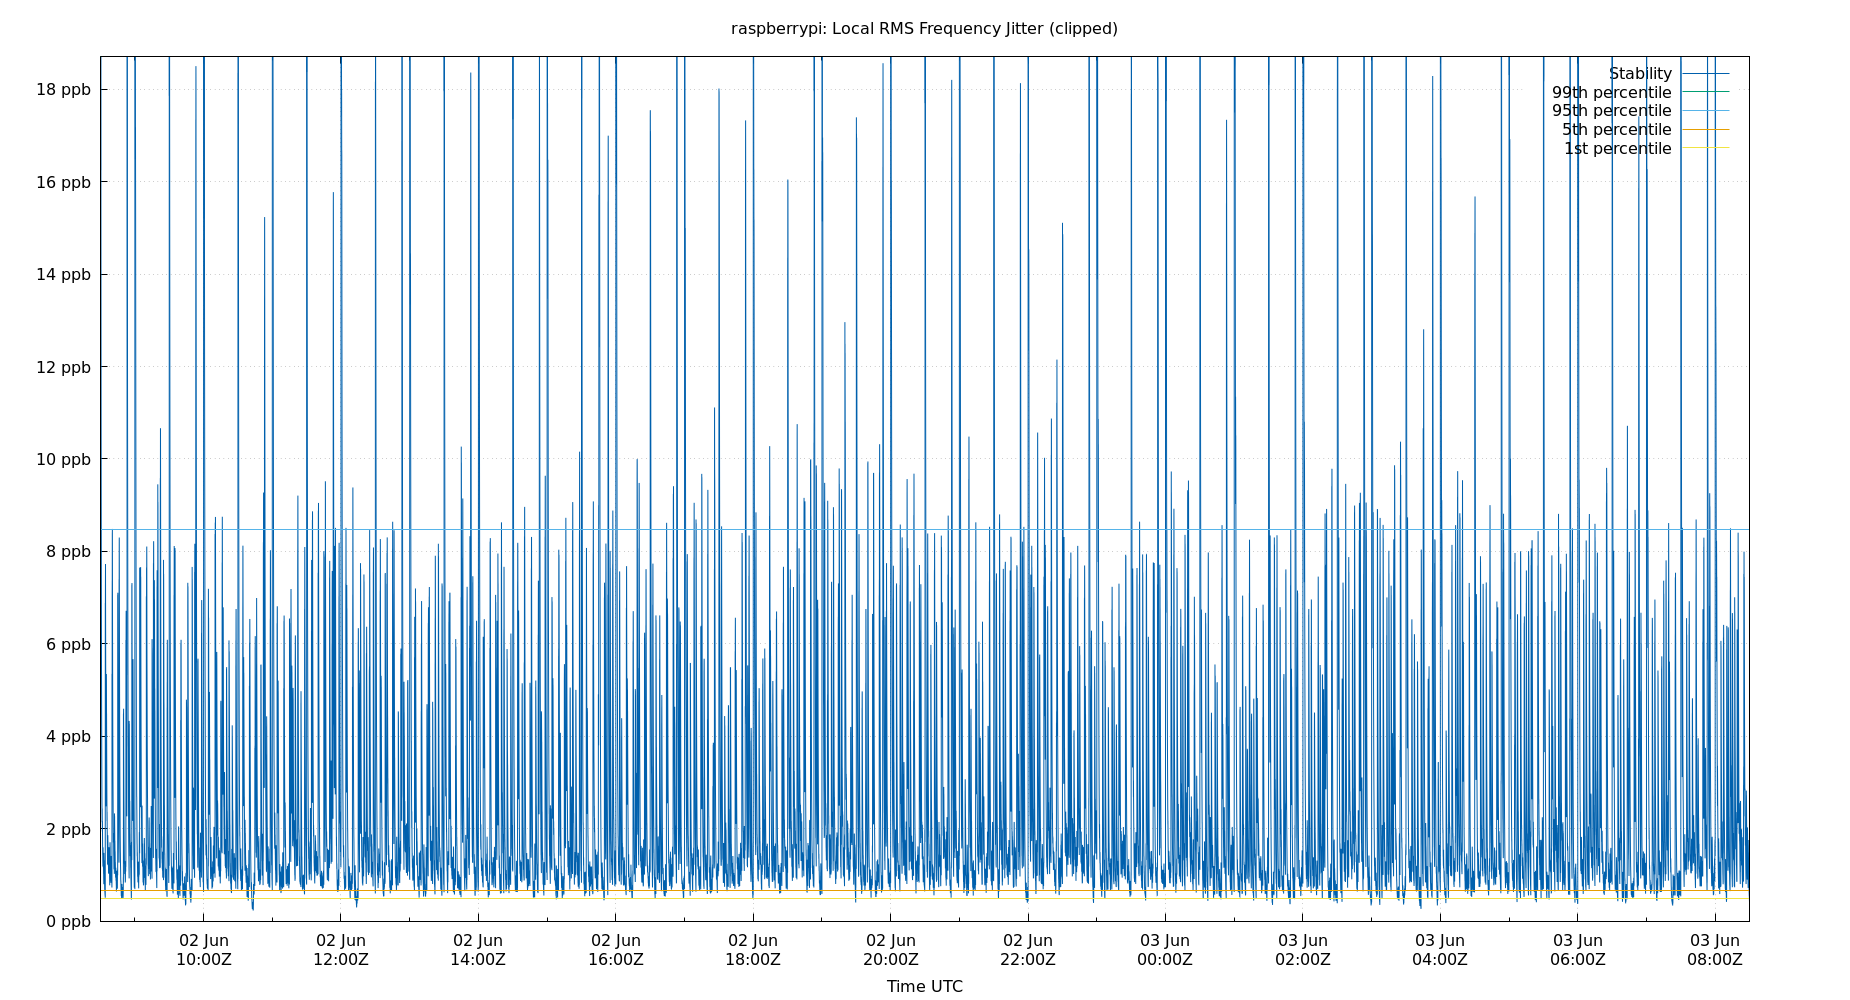 raspberrypi: Local RMS Frequency Jitter (clipped)
18 ppb
16 ppb
14 ppb
12 ppb
10 ppb
8 ppb
6 ppb
4 ppb
2 ppb
0 ppb
Stability
99th percentile
95th percentile
5th percentile
1st percentile
02 Jun 02 Jun 02 Jun 02 Jun 02 Jun 02 Jun 02 Jun 03 Jun 03 Jun 03 Jun 03 Jun 03 Jun
10:00Z 12:00Z 14:00Z 16:00Z 18:00Z 20:00Z 22:00Z 00:00Z 02:00Z 04:00Z 06:00Z 08:00Z
Time UTC